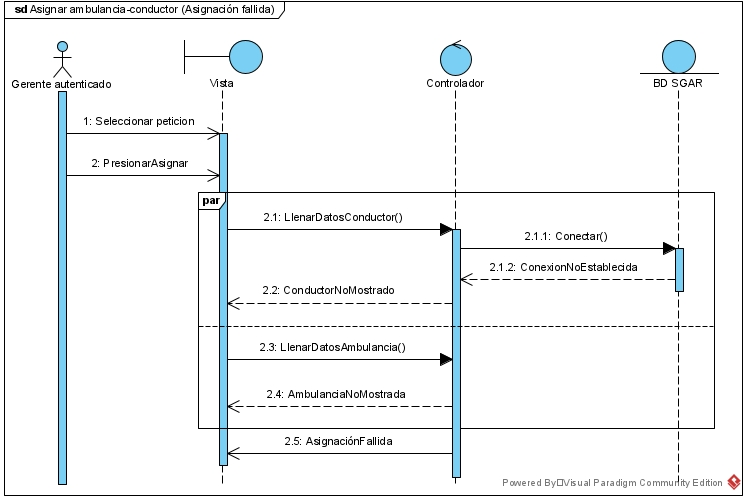 sd Asignar ambulancia-conductor (Asignación fallida)
Gerente autenticado
Vista
Controlador
BD SGAR
1: Seleccionar peticion
2: PresionarAsignar
par
2.1: LlenarDatosConductor()
2.1.1: Conectar()
2.1.2: ConexionNoEstablecida
2.2: ConductorNoMostrado
2.3: LlenarDatosAmbulancia()
2.4: AmbulanciaNoMostrada
2.5: AsignaciónFallida
Powered By□Visual Paradigm Community Edition